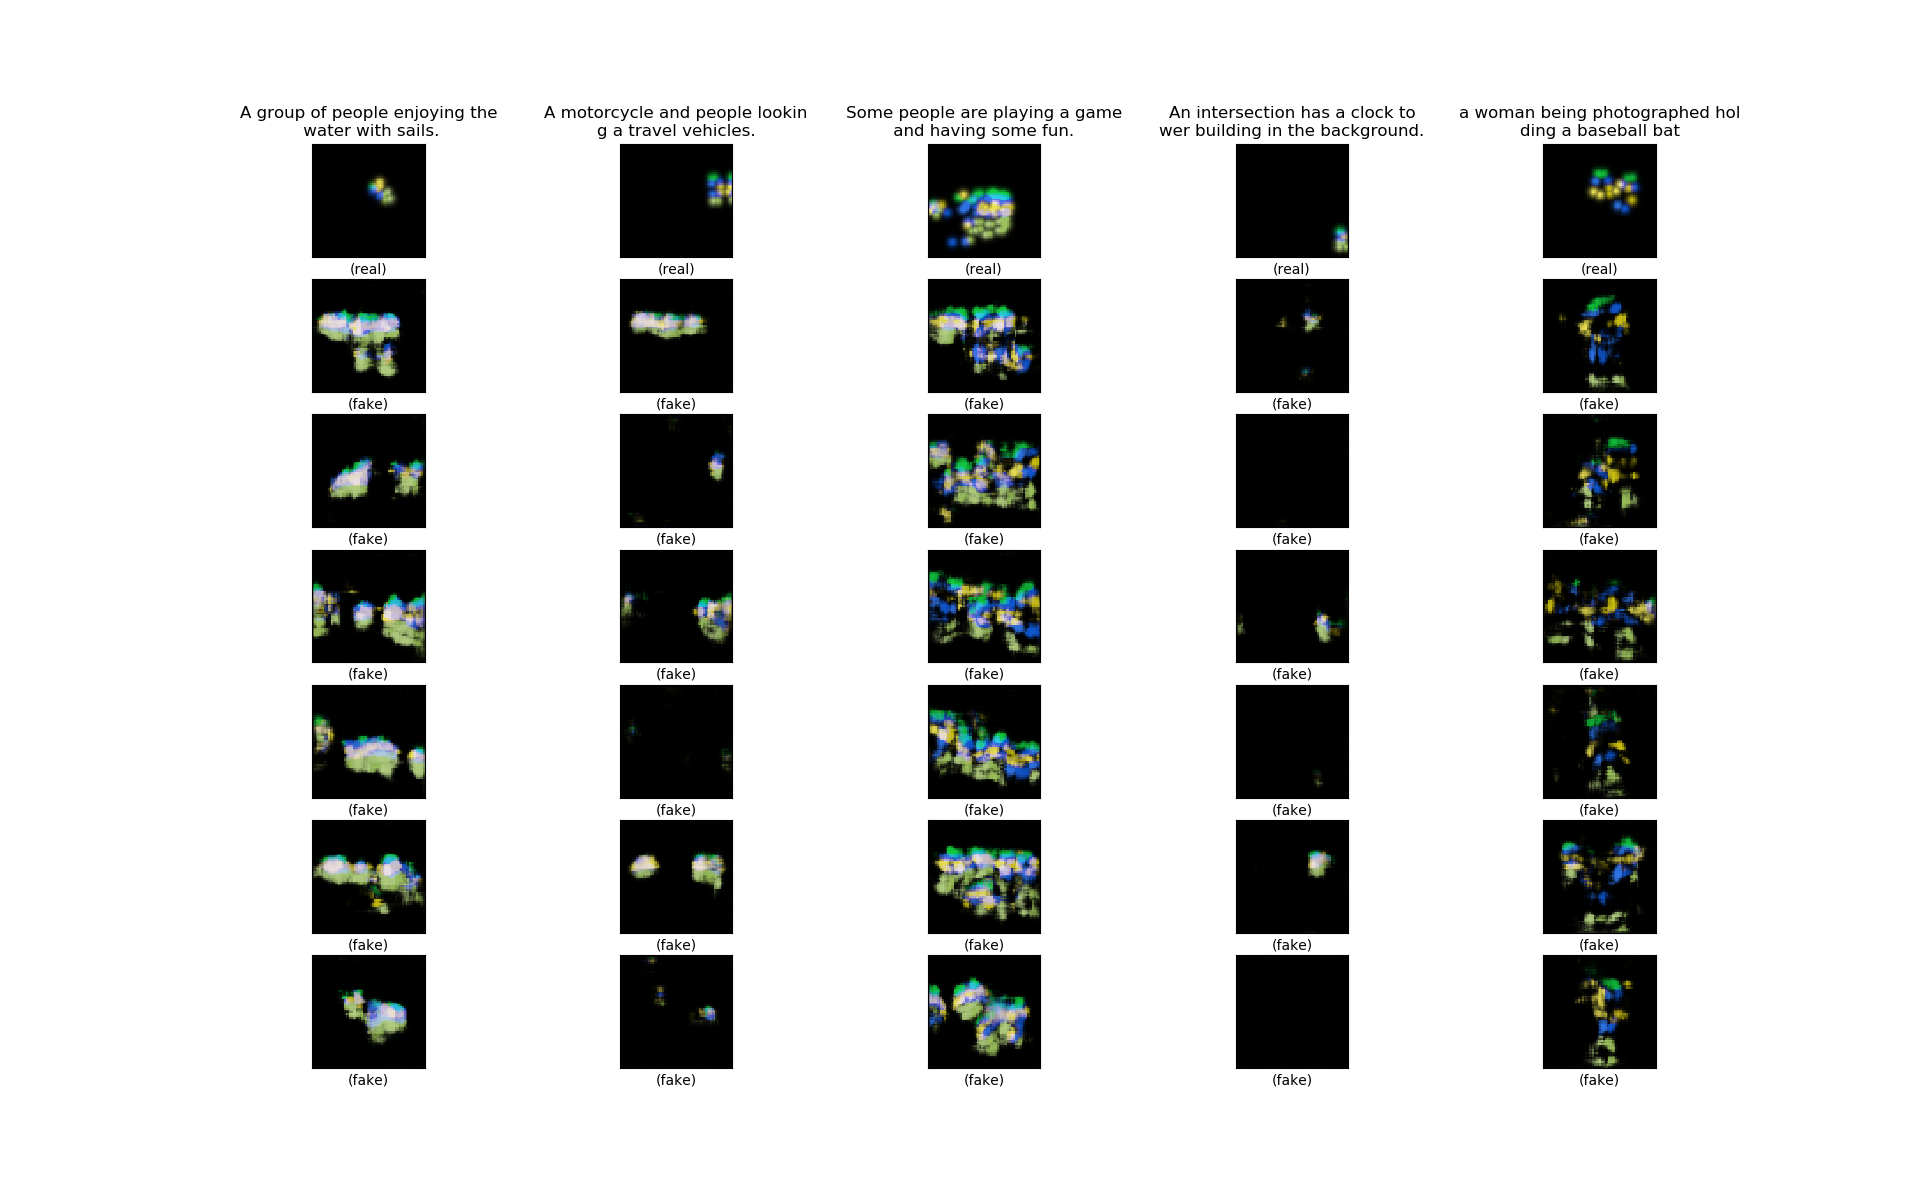 A group of people enjoying the
water with sails.
A motorcycle and people lookin
g a travel vehicles.
Some people are playing a game
and having some fun.
An intersection has a clock to
wer building in the background.
a woman being photographed hol
ding a baseball bat
(real) (real) (real) (real) (real)
(fake) (fake) (fake) (fake) (fake)
(fake) (fake) (fake) (fake) (fake)
(fake) (fake) (fake) (fake) (fake)
(fake) (fake) (fake) (fake) (fake)
(fake) (fake) (fake) (fake) (fake)
(fake) (fake) (fake) (fake) (fake)